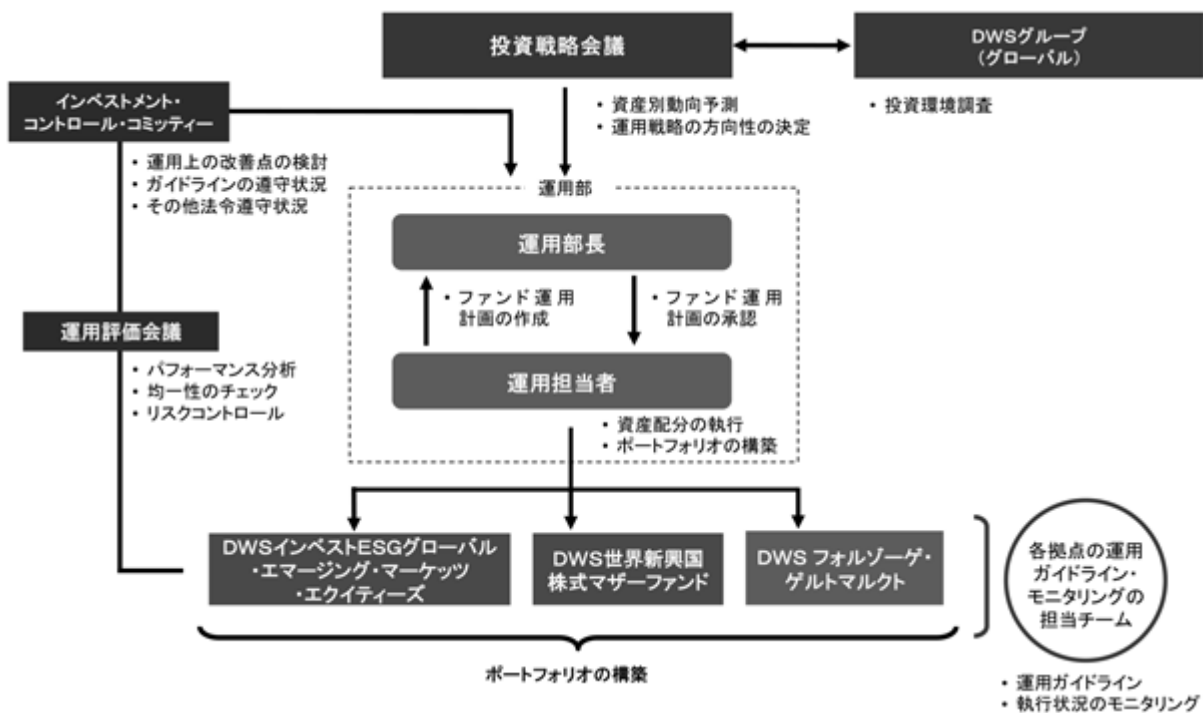 投資戦略会議
DWSグループ
(グローバル)
・資産別動向予測
・運用戦略の方向性の決定
・投資環境調査
インベストメント・
コントロール・コミッティー
・運用上の改善点の検討
・ガイドラインの遵守状況
・その他法令遵守状況
運用部
運用部長
・ファンド運用
計画の作成
・ファンド運用
計画の承認
運用評価会議
・パフォーマンス分析
・均一性のチェック
・リスクコントロール
運用担当者
・資産配分の執行
・ポートフォリオの構築
DWSインベストESGグローバル
・エマージング・マーケッツ
・エクイティーズ
DWS世界新興国
株式マザーファンド
DWS フォルゾーゲ・
ゲルトマルクト
各拠点の運用
ガイドライン・
モニタリングの
担当チーム
ポートフォリオの構築
・運用ガイドライン
・執行状況のモニタリング